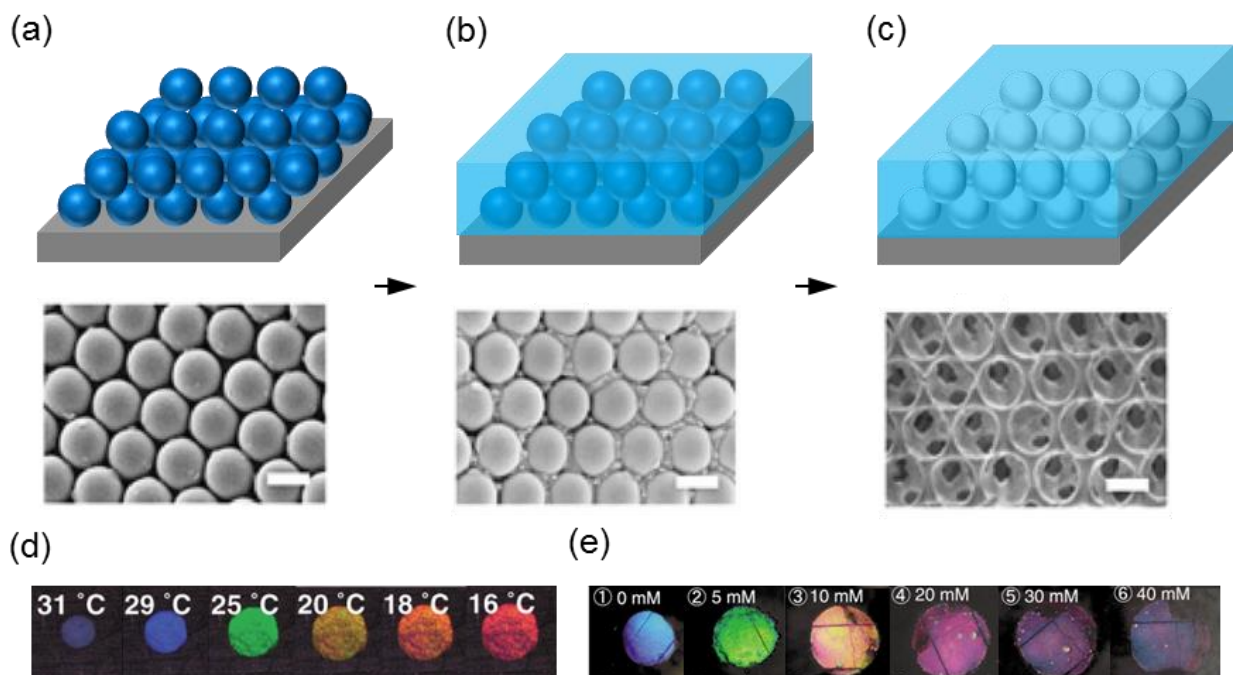 (a)
(b)
(c)
(d)
31 °C 29 °C 25 °C 20 °C 18 °C 16 °C
(e)
① 0 mM ② 5 mM ③ 10 mM ④ 20 mM ⑤ 30 mM ⑥ 40 mM